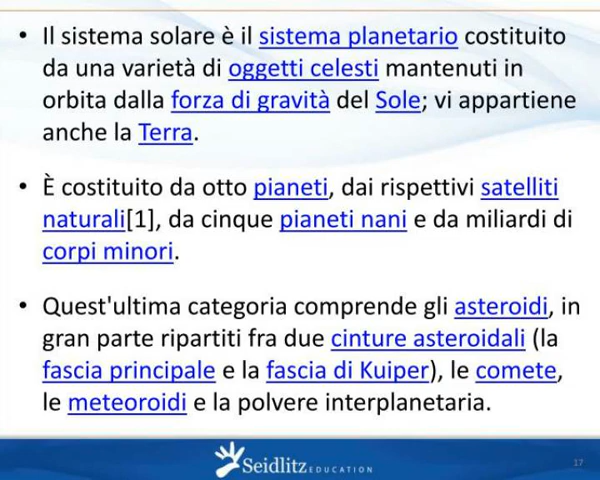 • Il sistema solare è il sistema planetario costituito
da una varietà di oggetti celesti mantenuti in
orbita dalla forza di gravità del Sole; vi appartiene
anche la Terra.
• È costituito da otto pianeti, dai rispettivi satelliti
naturali[1], da cinque pianeti nani e da miliardi di
corpi minori.
• Quest'ultima categoria comprende gli asteroidi, in
gran parte ripartiti fra due cinture asteroidali (la
fascia principale e la fascia di Kuiper), le comete,
le meteoroidi e la polvere interplanetaria.
Seidlitz EDUCATION
17